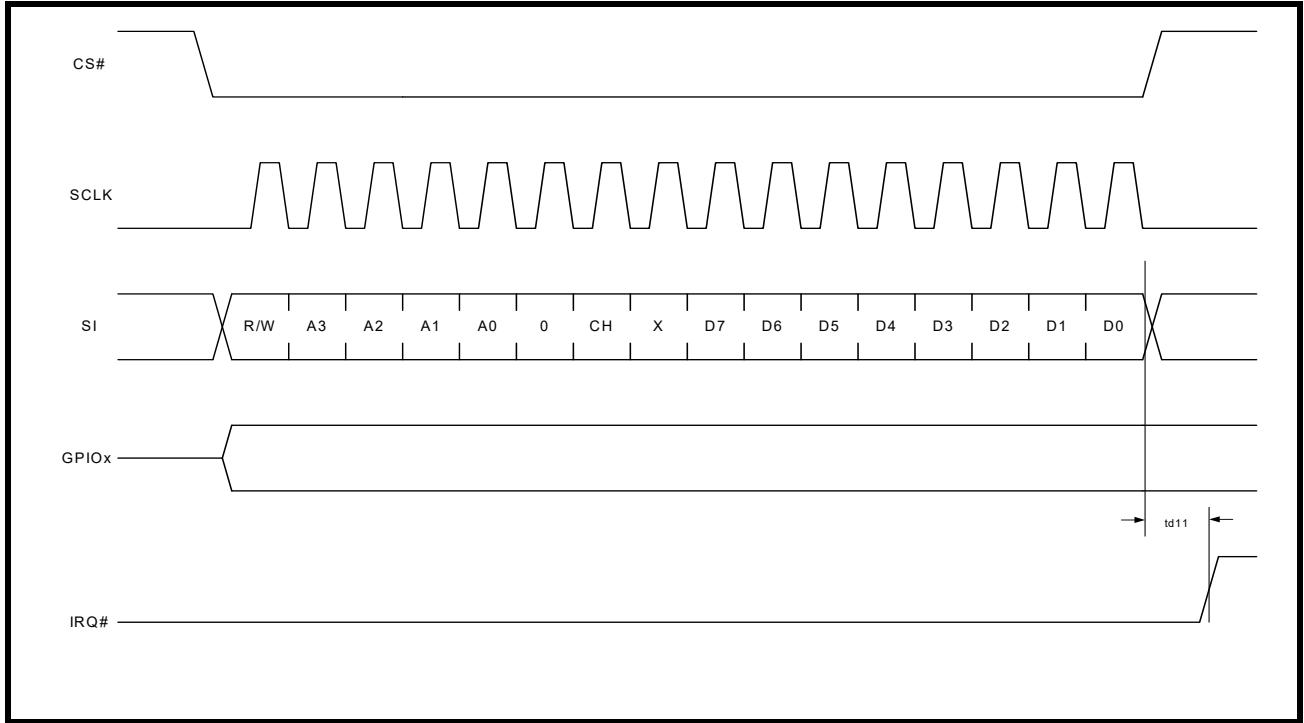 CS#
SCLK
SI R/W A3 A2 A1 A0 0 CH X D7 D6 D5 D4 D3 D2 D1 D0
GPIOx
td11
IRQ#